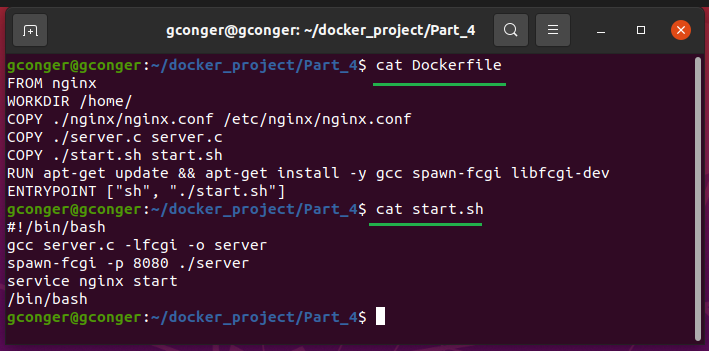 gconger@gconger: ~/docker_project/Part_4
gconger@gconger:~/docker_project/Part_4$ cat Dockerfile
FROM nginx
WORKDIR /home/
COPY ./nginx/nginx.conf /etc/nginx/nginx.conf
COPY ./server.c server.c
COPY ./start.sh start.sh
RUN apt-get update && apt-get install -y gcc spawn-fcgi libfcgi-dev
ENTRYPOINT ["sh", "./start.sh"]
gconger@gconger:~/docker_project/Part_4$ cat start.sh
#!/bin/bash
gcc server.c -lfcgi -o server
spawn-fcgi -p 8080 ./server
service nginx start
/bin/bash
gconger@gconger:~/docker_project/Part_4$